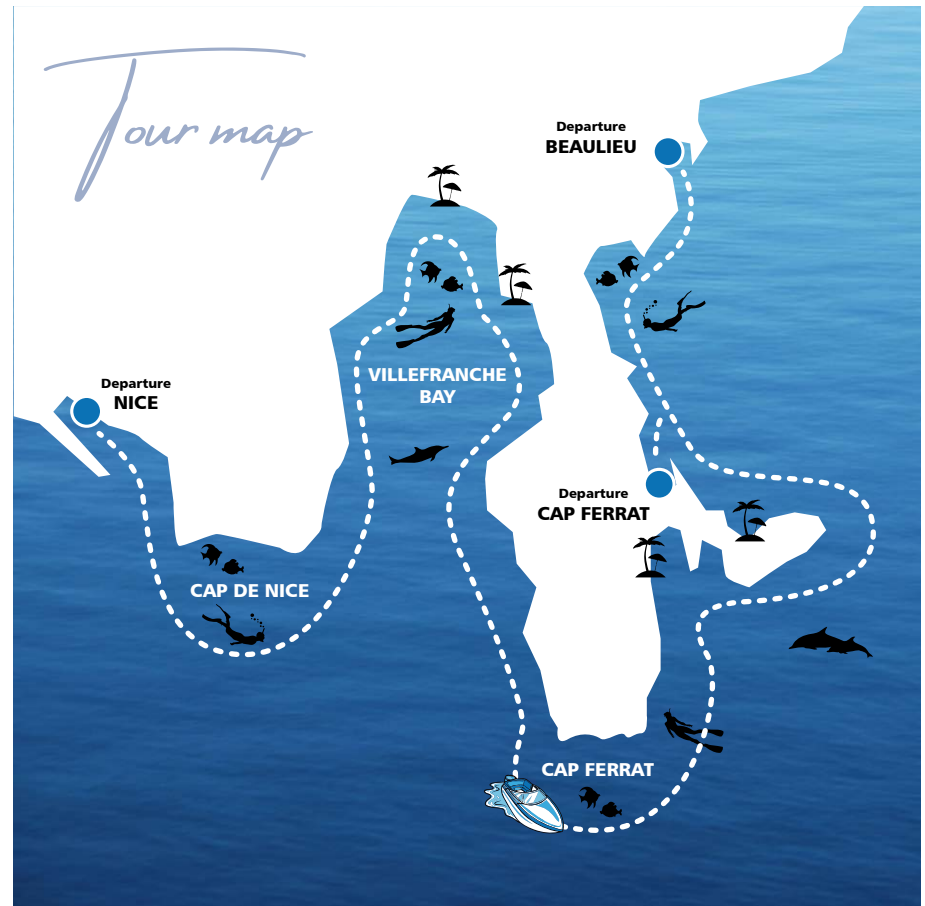 Tour map
Departure
BEAULIEU
Departure
NICE
VILLEFRANCHE
BAY
Departure
CAP FERRAT
CAP DE NICE
CAP FERRAT